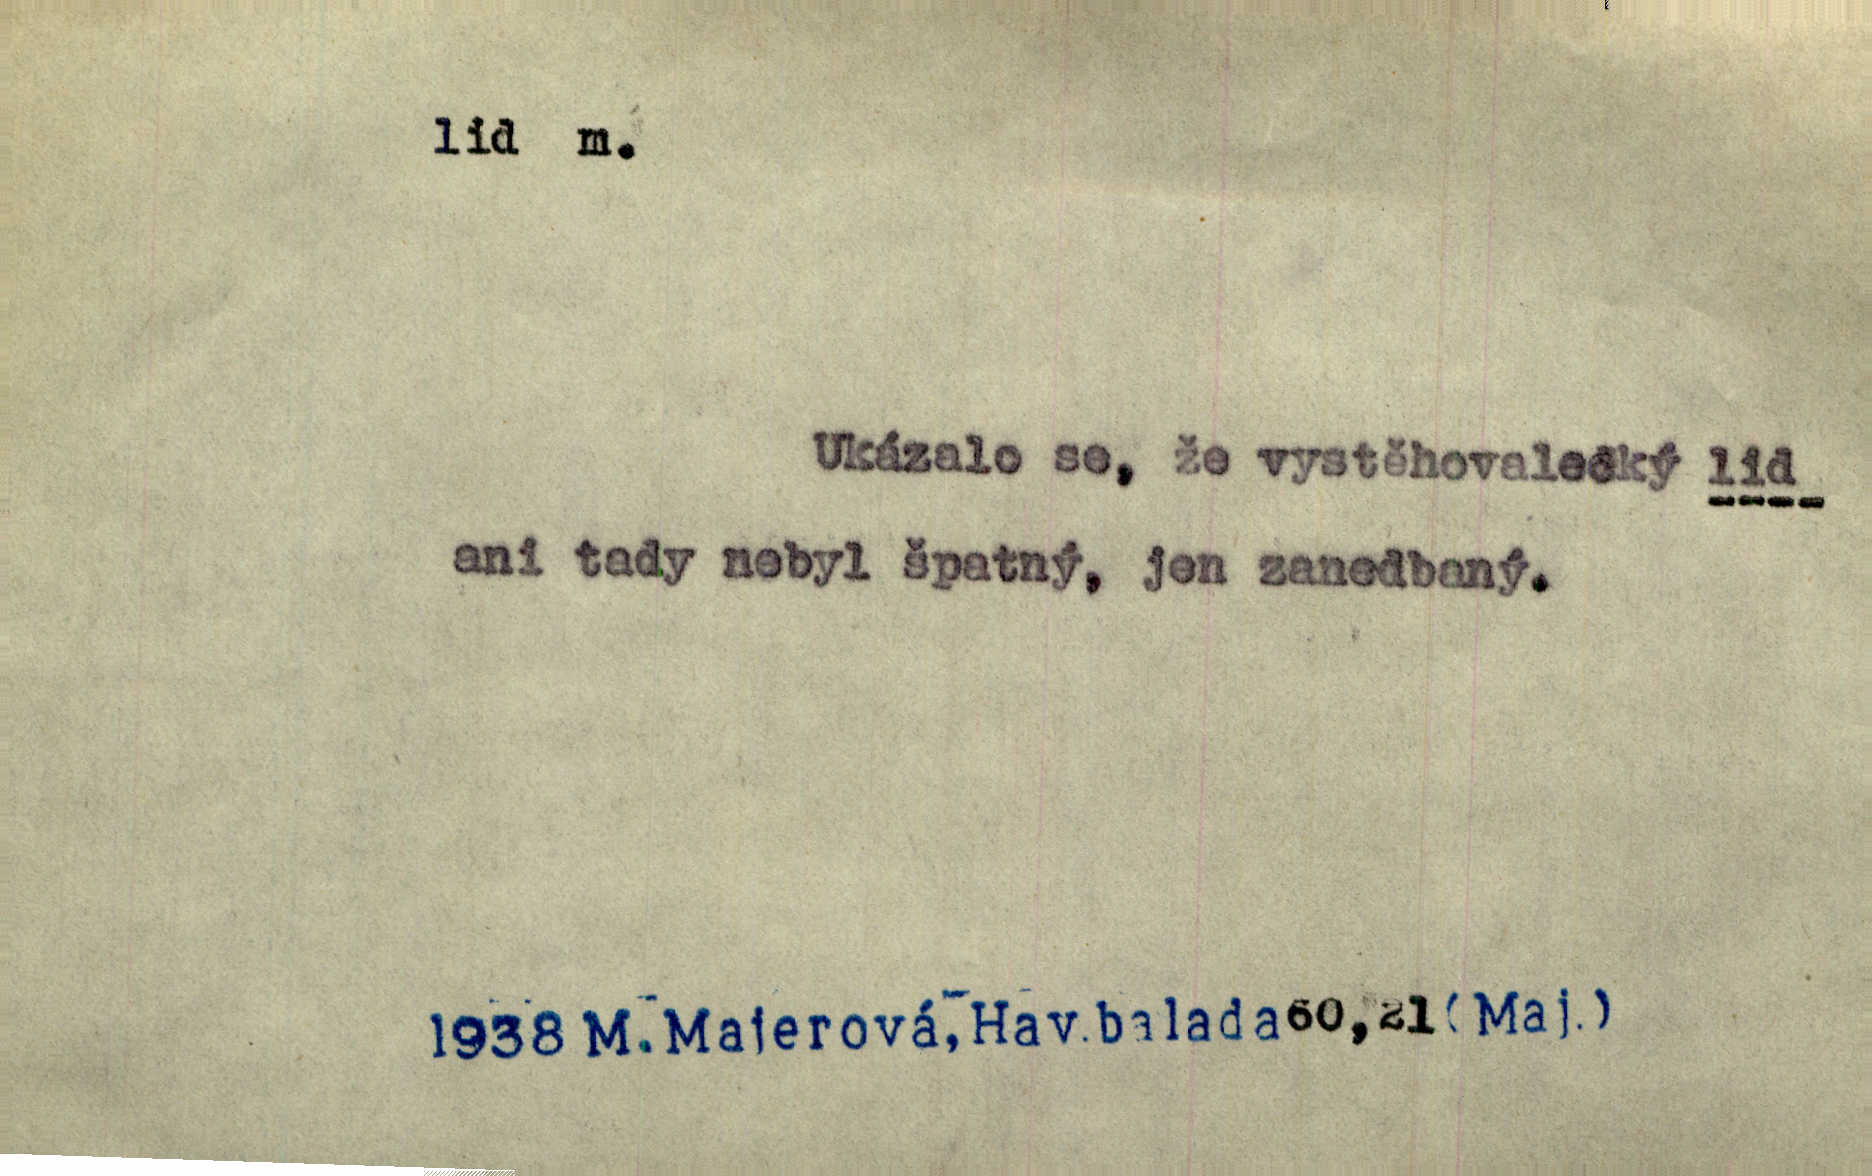 lid m.
Ukázalo se, že vystěhovalecký lid
ani tady nebyl špatný, jen zanedbaný.
1938 M. Majerová, Hav. balada 60,21 (Maj.)